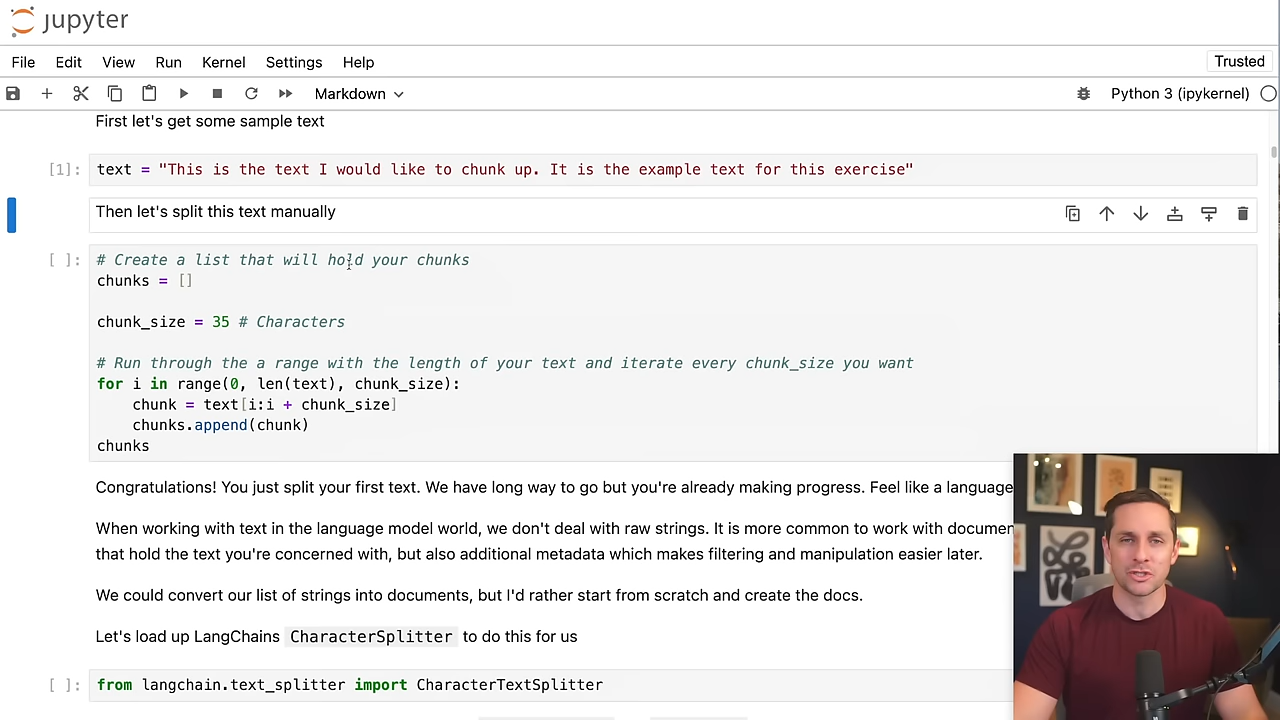 jupyter
File Edit View Run Kernel Settings Help Trusted
Markdown Python 3 (ipykernel)
First let's get some sample text
[1]: text = "This is the text I would like to chunk up. It is the example text for this exercise"
Then let's split this text manually
[ ]: # Create a list that will hold your chunks
chunks = []
chunk_size = 35 # Characters
# Run through the a range with the length of your text and iterate every chunk_size you want
for i in range(0, len(text), chunk_size):
    chunk = text[i:i + chunk_size]
    chunks.append(chunk)
chunks
Congratulations! You just split your first text. We have long way to go but you're already making progress. Feel like a language
When working with text in the language model world, we don't deal with raw strings. It is more common to work with documen
that hold the text you're concerned with, but also additional metadata which makes filtering and manipulation easier later.
We could convert our list of strings into documents, but I'd rather start from scratch and create the docs.
Let's load up LangChains CharacterSplitter to do this for us
[ ]: from langchain.text_splitter import CharacterTextSplitter